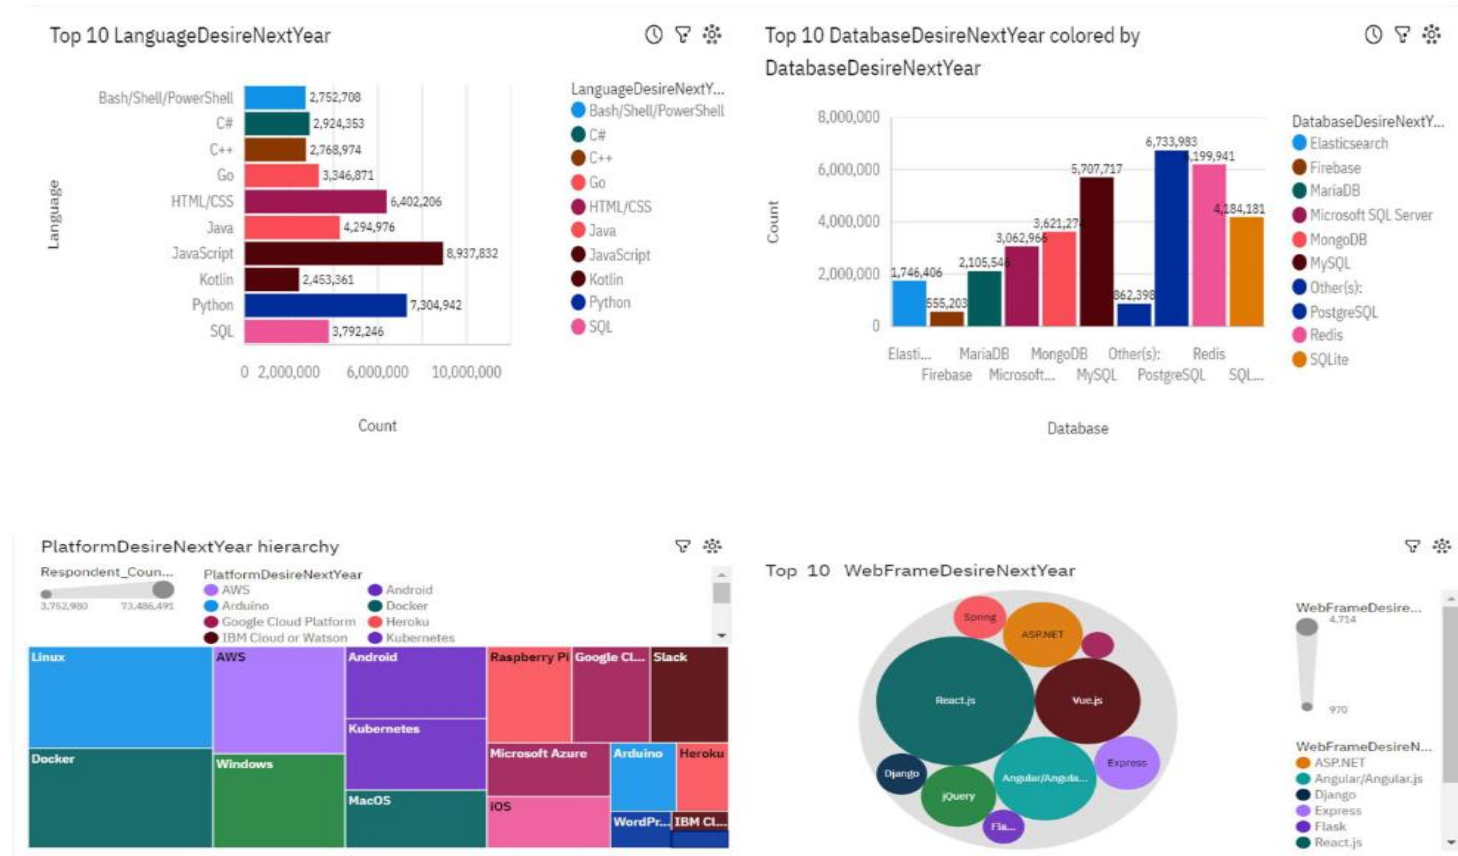 Top 10 LanguageDesireNextYear
Language
Bash/Shell/PowerShell 2,752,708
C# 2,924,353
C++ 2,768,974
Go 3,346,871
HTML/CSS 6,402,206
Java 4,294,976
JavaScript 8,937,832
Kotlin 2,453,361
Python 7,304,942
SQL 3,792,246
0 2,000,000 6,000,000 10,000,000
Count
LanguageDesireNextY...
Bash/Shell/PowerShell
C#
C++
Go
HTML/CSS
Java
JavaScript
Kotlin
Python
SQL
Top 10 DatabaseDesireNextYear colored by
DatabaseDesireNextYear
Count
8,000,000
6,000,000
4,000,000
2,000,000
0
1,746,406
555,203
2,105,546
3,062,966
3,621,274
5,707,717
862,398
6,733,983
,199,941
4,184,181
Elasti... MariaDB MongoDB Other(s): Redis
Firebase Microsoft... MySQL PostgreSQL SQL...
Database
DatabaseDesireNextY...
Elasticsearch
Firebase
MariaDB
Microsoft SQL Server
MongoDB
MySQL
Other(s):
PostgreSQL
Redis
SQLite
PlatformDesireNextYear hierarchy
Respondent_Coun...
3,752,980 73,486,491
PlatformDesireNextYear
AWS Android
Arduino Docker
Google Cloud Platform Heroku
IBM Cloud or Watson Kubernetes
Linux AWS Android Raspberry Pi Google Cl... Slack
Kubernetes
Docker Windows Microsoft Azure Arduino Heroku
MacOS iOS
WordPr... IBM Cl...
Top 10 WebFrameDesireNextYear
Spring
ASP.NET
React.js
Vue.js
Express
Django
Angular/Angula...
jQuery
Fla...
WebFrameDesire...
4,714
970
WebFrameDesireN...
ASP.NET
Angular/Angular.js
Django
Express
Flask
React.js